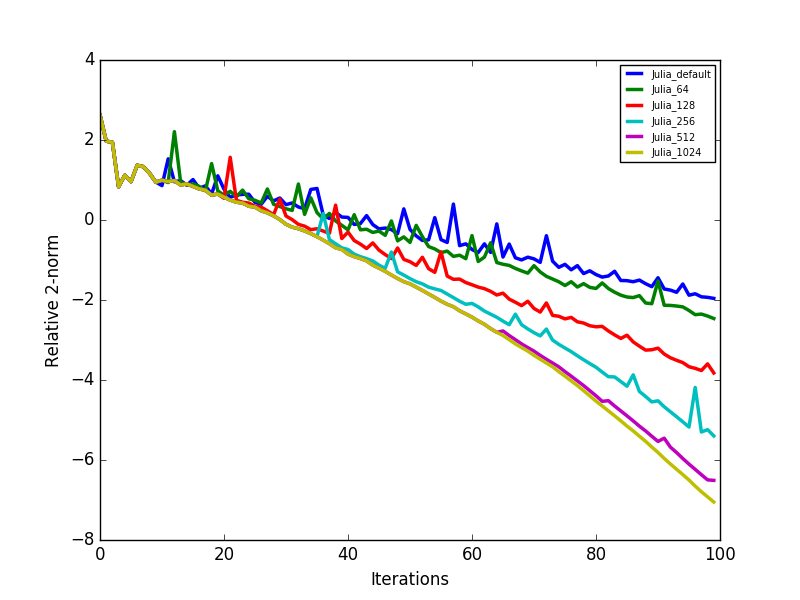 4
2
0
−2
−4
−6
−8
0 20 40 60 80 100
Relative 2-norm
Iterations
Julia_default
Julia_64
Julia_128
Julia_256
Julia_512
Julia_1024